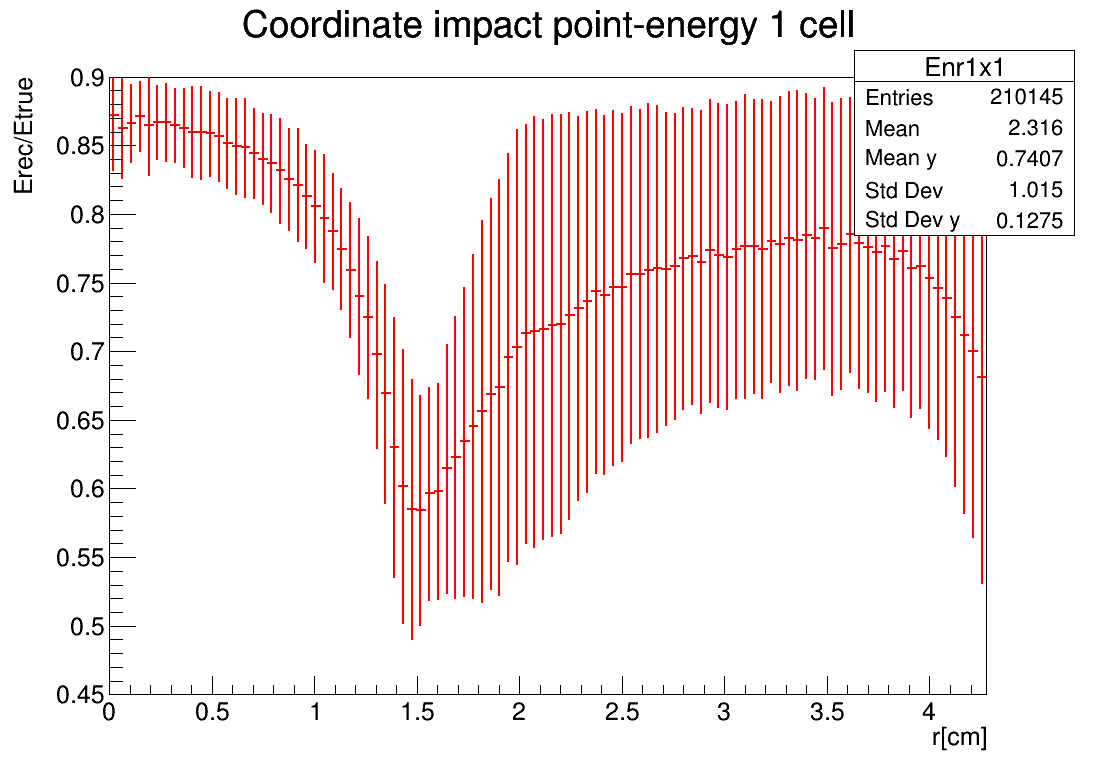 Coordinate impact point-energy 1 cell
Enr1x1
Entries 210145
Mean 2.316
Mean y 0.7407
Std Dev 1.015
Std Dev y 0.1275
Erec/Etrue
0.9
0.85
0.8
0.75
0.7
0.65
0.6
0.55
0.5
0.45
0 0.5 1 1.5 2 2.5 3 3.5 4
r[cm]